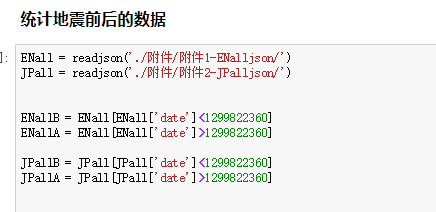 统计地震前后的数据
]:
ENall = readjson('./附件/附件1-ENalljson/')
JPall = readjson('./附件/附件2-JPalljson/')
ENallB = ENall[ENall['date']<1299822360]
ENallA = ENall[ENall['date']>1299822360]
JPallB = JPall[JPall['date']<1299822360]
JPallA = JPall[JPall['date']>1299822360]